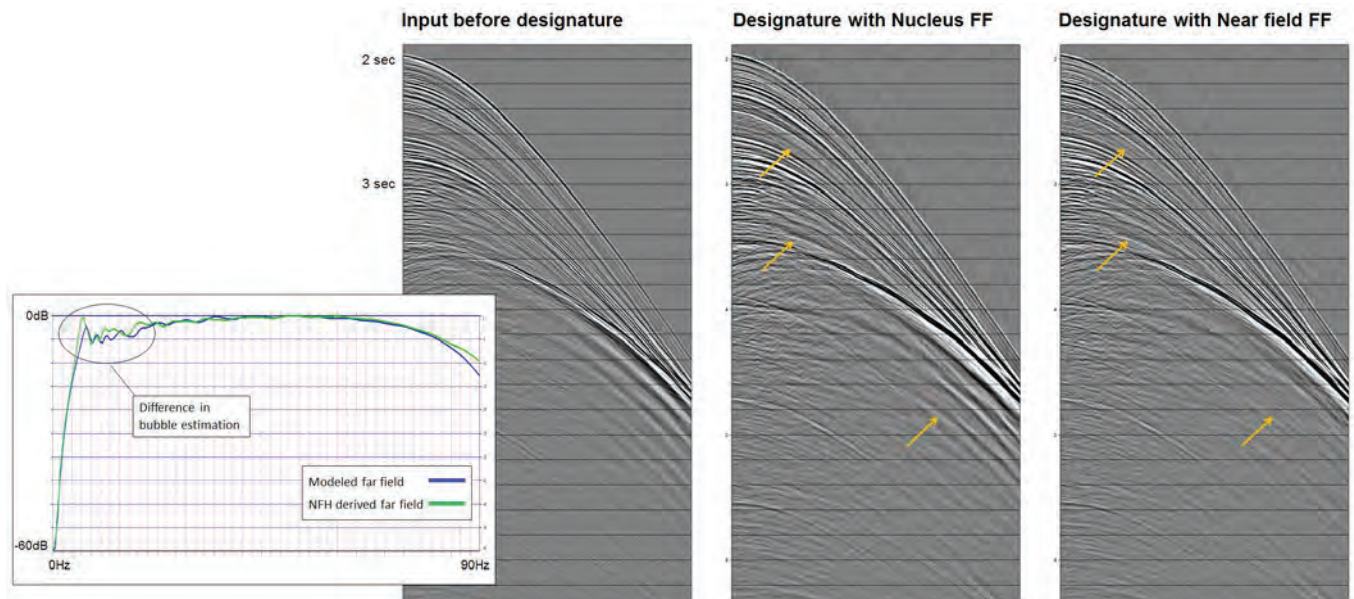 Input before designature
Designature with Nucleus FF
Designature with Near field FF
2 sec
3 sec
0dB
Difference in
bubble estimation
Modeled far field
NFH derived far field
-60dB
0Hz
90Hz